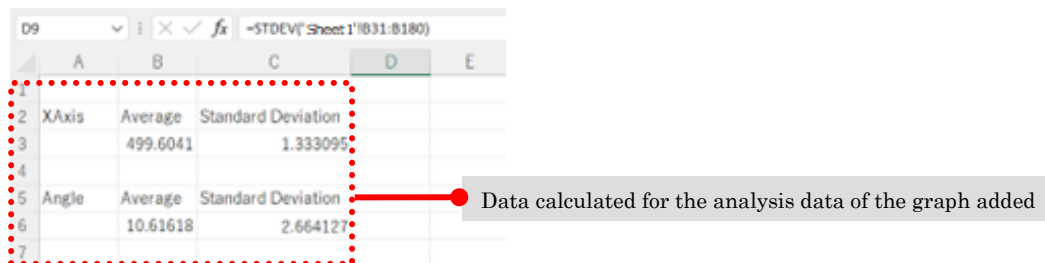 D9 fx =STDEV('Sheet1'!B31:B180)
A B C D E
1
2 XAxis Average Standard Deviation
3 499.6041 1.333095
4
5 Angle Average Standard Deviation
6 10.61618 2.664127
7
Data calculated for the analysis data of the graph added